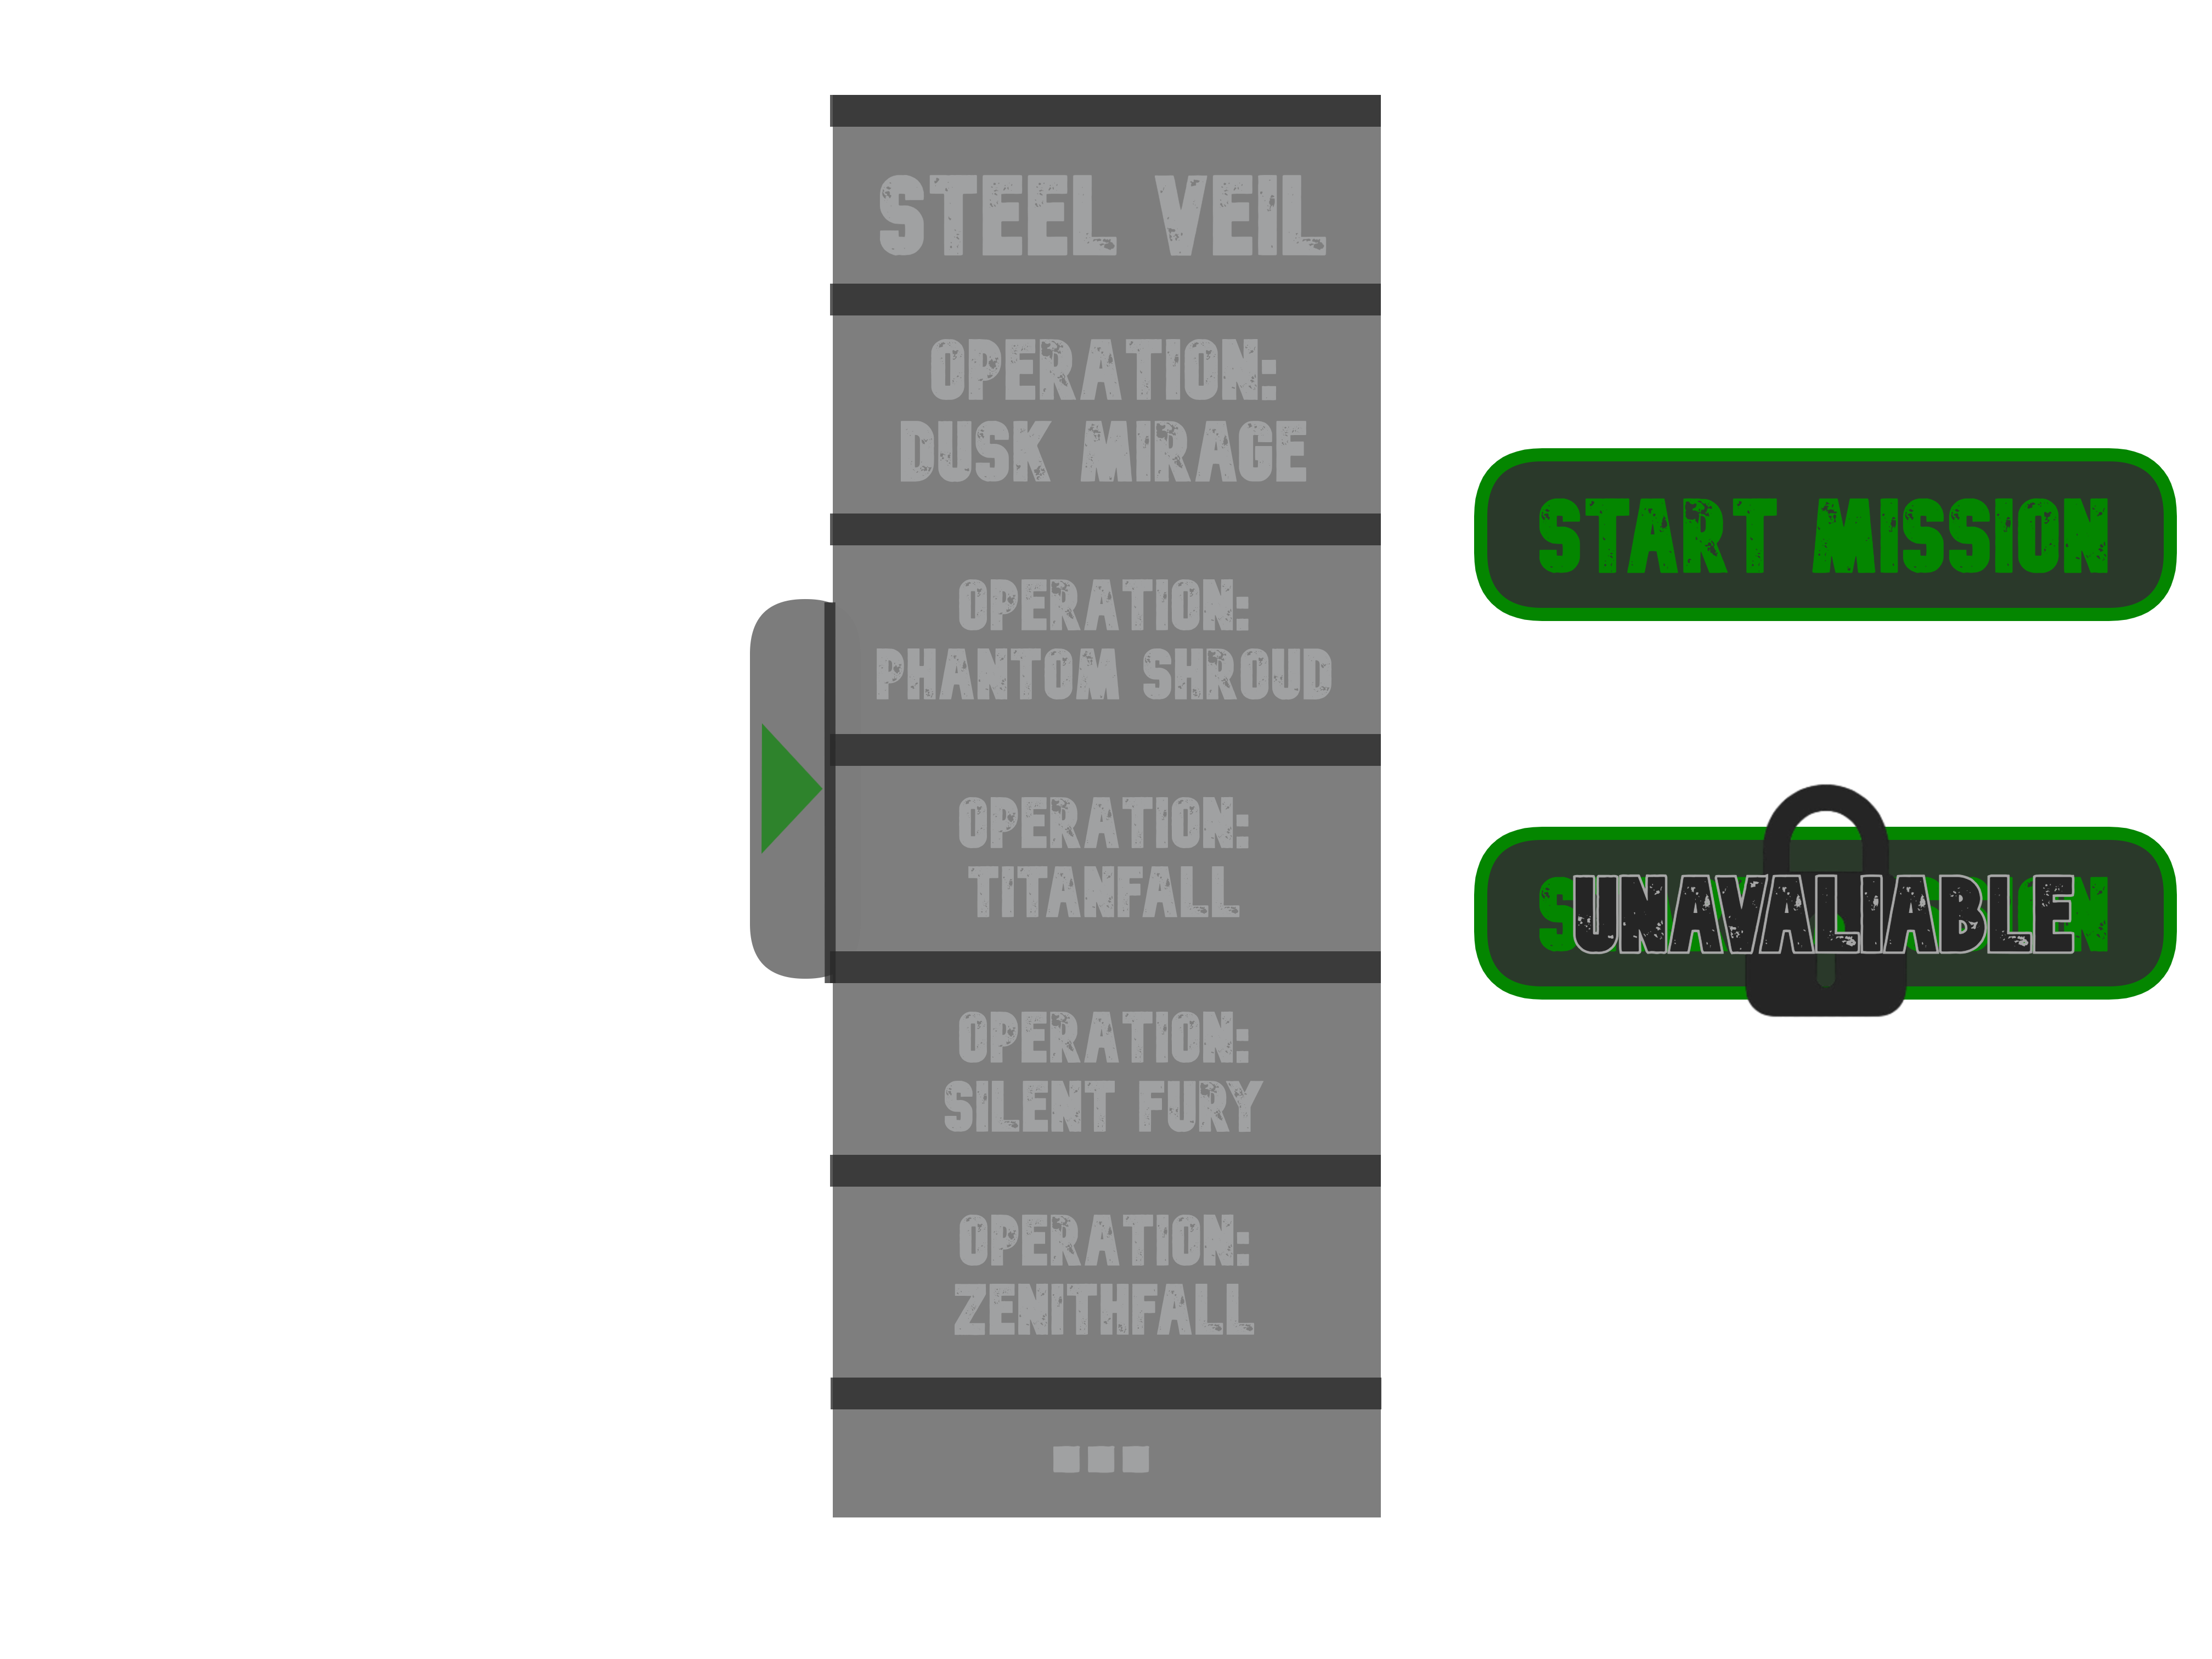 STEEL VEIL
OPERATION:
DUSK MIRAGE
OPERATION:
PHANTOM SHROUD
OPERATION:
TITANFALL
OPERATION:
SILENT FURY
OPERATION:
ZENITHFALL
...
START MISSION
UNAVALIABLE